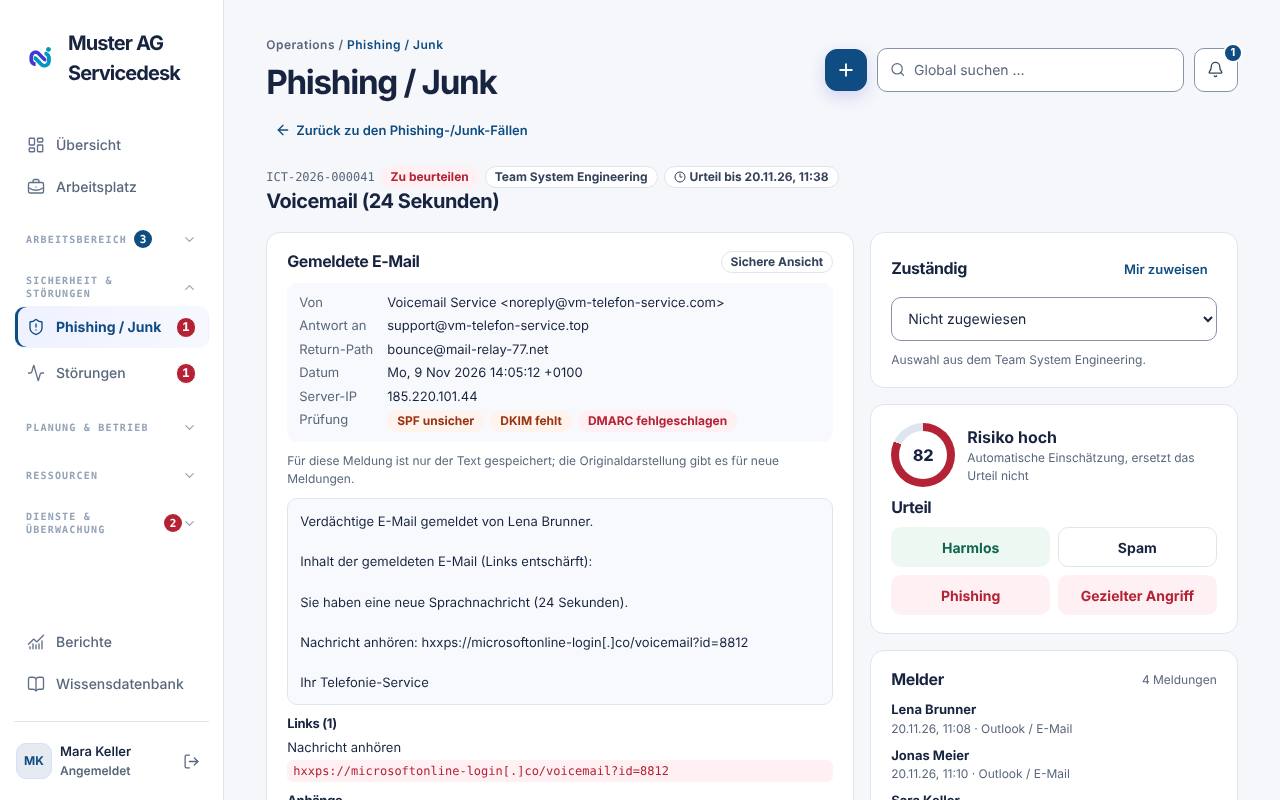 Muster AG
Servicedesk
Übersicht
Arbeitsplatz
ARBEITSBEREICH 3
SICHERHEIT &
STÖRUNGEN
Phishing / Junk 1
Störungen 1
PLANUNG & BETRIEB
RESSOURCEN
DIENSTE &
ÜBERWACHUNG 2
Berichte
Wissensdatenbank
MK
Mara Keller
Angemeldet
Operations / Phishing / Junk
Phishing / Junk
Global suchen ...
1
Zurück zu den Phishing-/Junk-Fällen
ICT-2026-000041 Zu beurteilen Team System Engineering Urteil bis 20.11.26, 11:38
Voicemail (24 Sekunden)
Gemeldete E-Mail Sichere Ansicht
Von Voicemail Service <noreply@vm-telefon-service.com>
Antwort an support@vm-telefon-service.top
Return-Path bounce@mail-relay-77.net
Datum Mo, 9 Nov 2026 14:05:12 +0100
Server-IP 185.220.101.44
Prüfung SPF unsicher DKIM fehlt DMARC fehlgeschlagen
Für diese Meldung ist nur der Text gespeichert; die Originaldarstellung gibt es für neue
Meldungen.
Verdächtige E-Mail gemeldet von Lena Brunner.
Inhalt der gemeldeten E-Mail (Links entschärft):
Sie haben eine neue Sprachnachricht (24 Sekunden).
Nachricht anhören: hxxps://microsoftonline-login[.]co/voicemail?id=8812
Ihr Telefonie-Service
Links (1)
Nachricht anhören
hxxps://microsoftonline-login[.]co/voicemail?id=8812
Anhänge
Zuständig Mir zuweisen
Nicht zugewiesen
Auswahl aus dem Team System Engineering.
82
Risiko hoch
Automatische Einschätzung, ersetzt das
Urteil nicht
Urteil
Harmlos Spam
Phishing Gezielter Angriff
Melder 4 Meldungen
Lena Brunner
20.11.26, 11:08 · Outlook / E-Mail
Jonas Meier
20.11.26, 11:10 · Outlook / E-Mail
Sara Keller